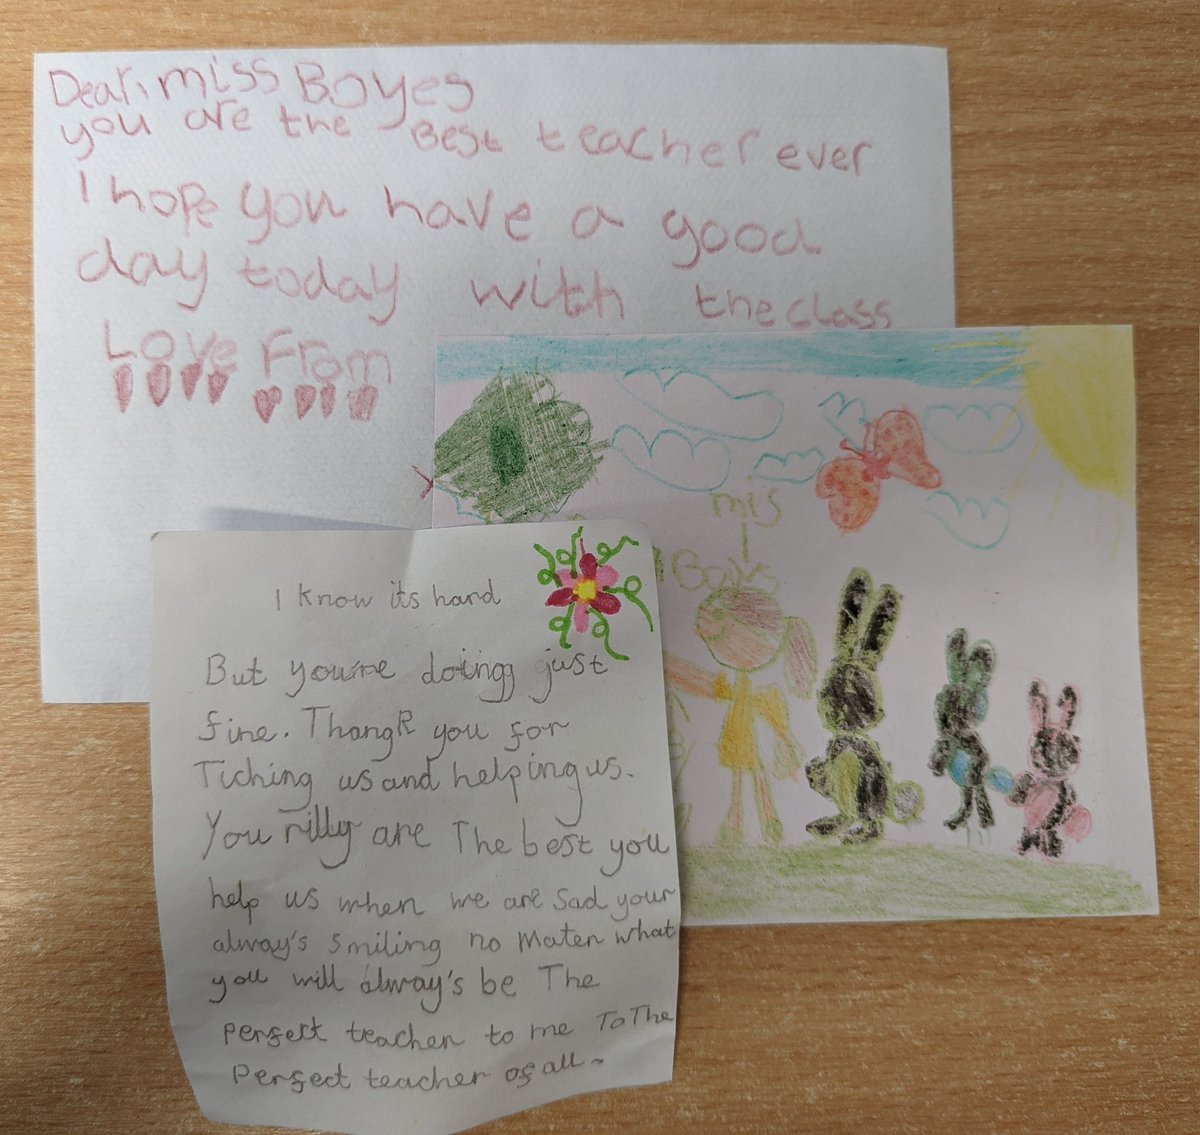 Dear, miss Boyes
you are the Best teacher ever
I hope you have a good
day today with the class
Love From
mis
Boys
I know its hard
But you're doing just
fine. Thangk you for
Tiching us and helping us.
You rilly are The best you
help us when we are sad your
alway's smiling no mater what
you will alway's be The
perfect teacher to me To The
Perfect teacher of all.